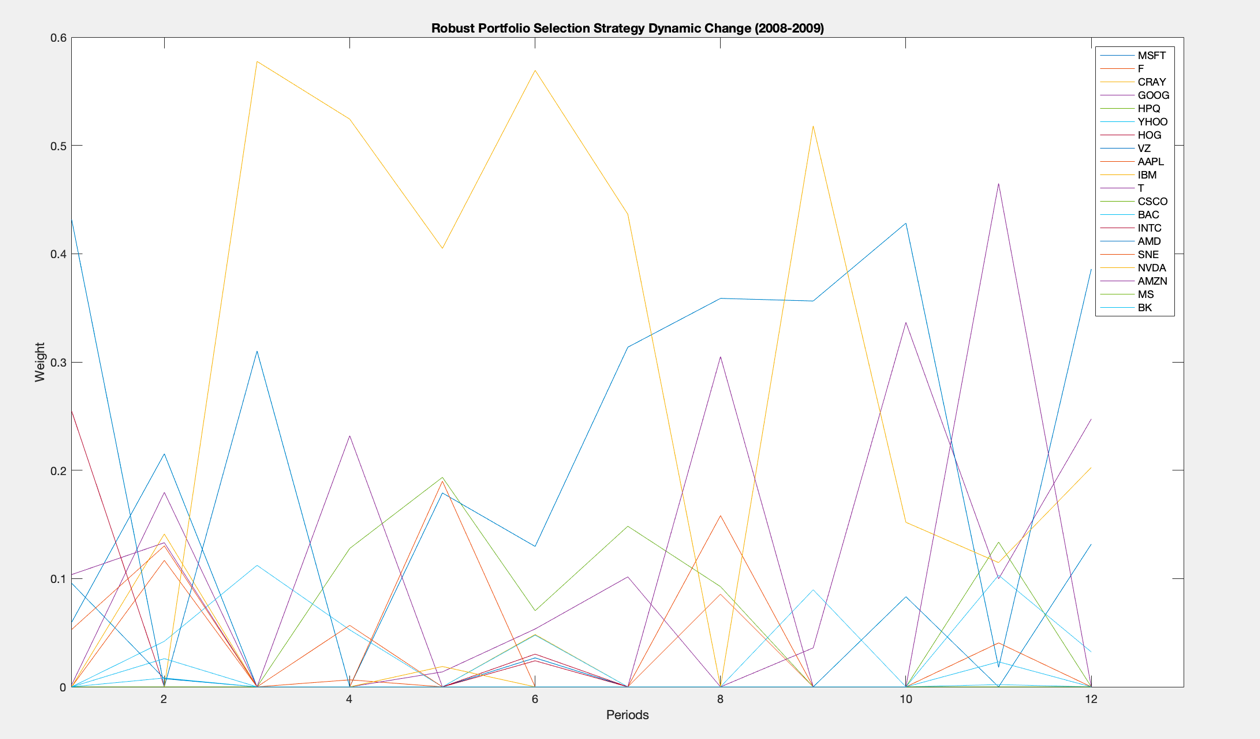 Robust Portfolio Selection Strategy Dynamic Change (2008-2009)
0.6
0.5
0.4
0.3
0.2
0.1
0
Weight
2 4 6 8 10 12
Periods
MSFT
F
CRAY
GOOG
HPQ
YHOO
HOG
VZ
AAPL
IBM
T
CSCO
BAC
INTC
AMD
SNE
NVDA
AMZN
MS
BK